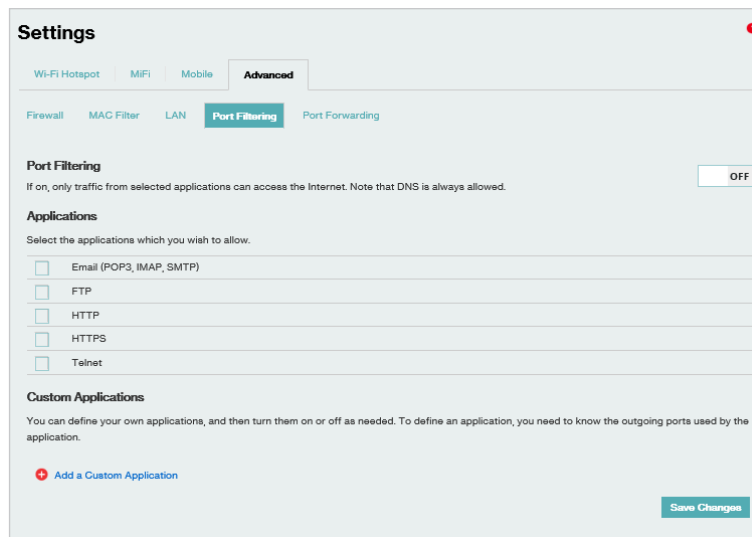 Settings
Wi-Fi Hotspot MiFi Mobile Advanced
Firewall MAC Filter LAN Port Filtering Port Forwarding
Port Filtering
If on, only traffic from selected applications can access the Internet. Note that DNS is always allowed.
OFF
Applications
Select the applications which you wish to allow.
Email (POP3, IMAP, SMTP)
FTP
HTTP
HTTPS
Telnet
Custom Applications
You can define your own applications, and then turn them on or off as needed. To define an application, you need to know the outgoing ports used by the
application.
Add a Custom Application
Save Changes